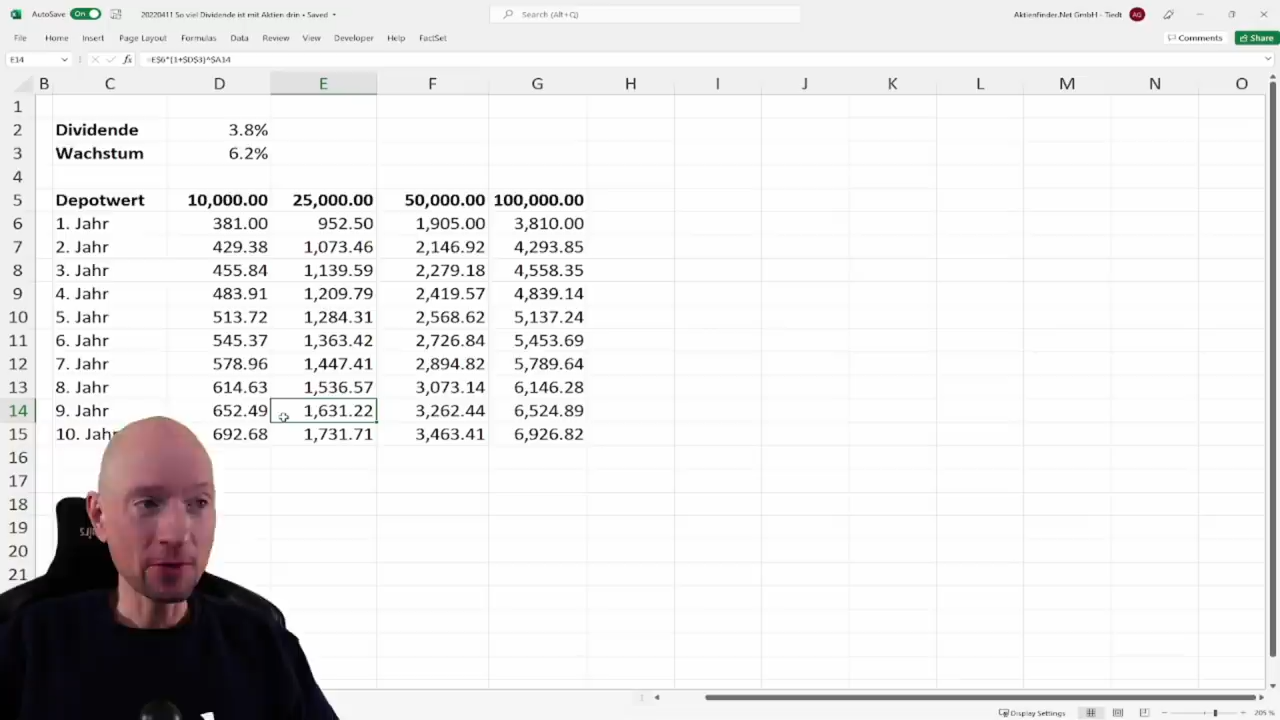 AutoSave On 20220411 So viel Dividende ist mit Aktien drin • Saved Search (Alt+Q) Aktienfinder.Net GmbH - Tiedt AG
File Home Insert Page Layout Formulas Data Review View Developer Help FactSet Comments Share
E14 fx =E$6*(1+$D$3)^$A14
B C D E F G H I J K L M N O
1
2 Dividende 3.8%
3 Wachstum 6.2%
4
5 Depotwert 10,000.00 25,000.00 50,000.00 100,000.00
6 1. Jahr 381.00 952.50 1,905.00 3,810.00
7 2. Jahr 429.38 1,073.46 2,146.92 4,293.85
8 3. Jahr 455.84 1,139.59 2,279.18 4,558.35
9 4. Jahr 483.91 1,209.79 2,419.57 4,839.14
10 5. Jahr 513.72 1,284.31 2,568.62 5,137.24
11 6. Jahr 545.37 1,363.42 2,726.84 5,453.69
12 7. Jahr 578.96 1,447.41 2,894.82 5,789.64
13 8. Jahr 614.63 1,536.57 3,073.14 6,146.28
14 9. Jahr 652.49 1,631.22 3,262.44 6,524.89
15 10. Jahr 692.68 1,731.71 3,463.41 6,926.82
16
17
18
19
20
21
Display Settings 205 %